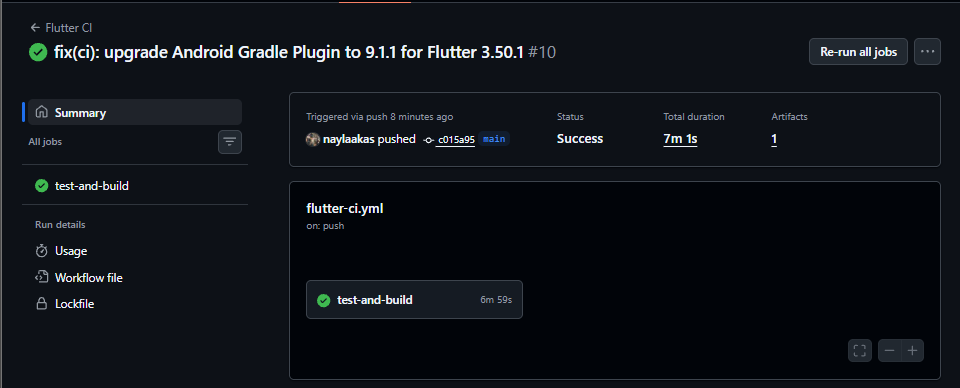 Flutter CI
fix(ci): upgrade Android Gradle Plugin to 9.1.1 for Flutter 3.50.1 #10
Re-run all jobs
Summary
All jobs
test-and-build
Run details
Usage
Workflow file
Lockfile
Triggered via push 8 minutes ago
naylaakas pushed c015a95 main
Status
Success
Total duration
7m 1s
Artifacts
1
flutter-ci.yml
on: push
test-and-build 6m 59s